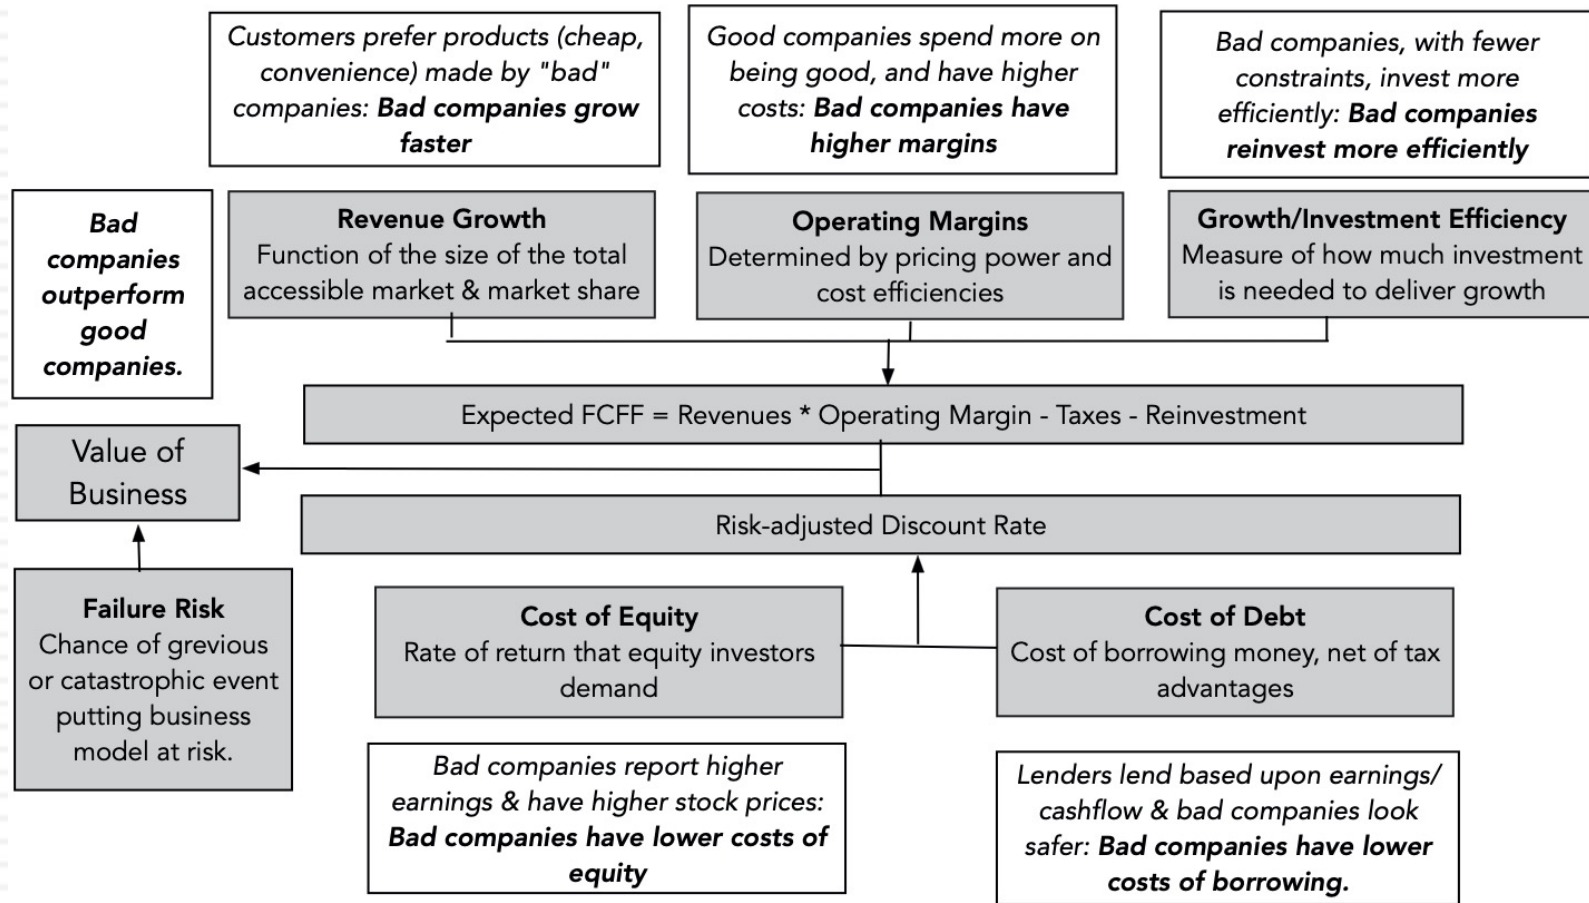 Customers prefer products (cheap,
convenience) made by "bad"
companies: Bad companies grow
faster
Good companies spend more on
being good, and have higher
costs: Bad companies have
higher margins
Bad companies, with fewer
constraints, invest more
efficiently: Bad companies
reinvest more efficiently
Bad
companies
outperform
good
companies.
Revenue Growth
Function of the size of the total
accessible market & market share
Operating Margins
Determined by pricing power and
cost efficiencies
Growth/Investment Efficiency
Measure of how much investment
is needed to deliver growth
Expected FCFF = Revenues * Operating Margin - Taxes - Reinvestment
Value of
Business
Risk-adjusted Discount Rate
Failure Risk
Chance of grevious
or catastrophic event
putting business
model at risk.
Cost of Equity
Rate of return that equity investors
demand
Cost of Debt
Cost of borrowing money, net of tax
advantages
Bad companies report higher
earnings & have higher stock prices:
Bad companies have lower costs of
equity
Lenders lend based upon earnings/
cashflow & bad companies look
safer: Bad companies have lower
costs of borrowing.